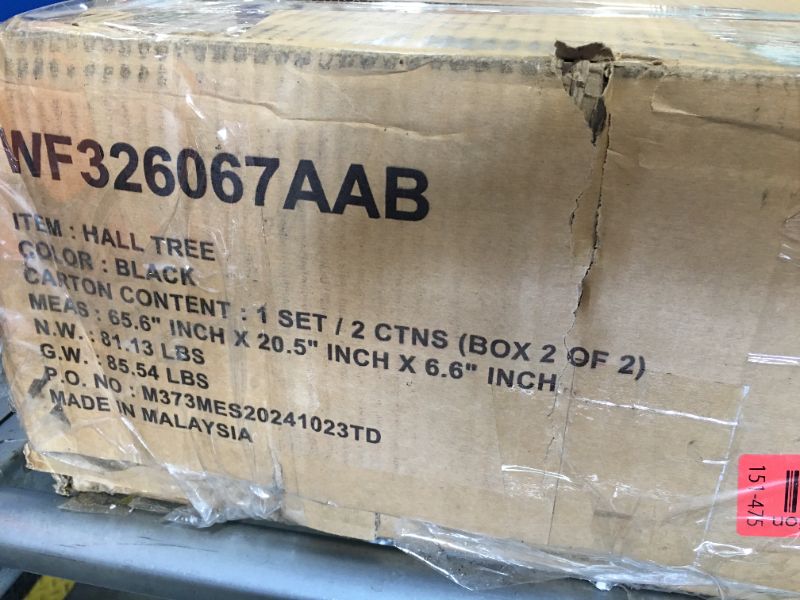 WF326067AAB
ITEM : HALL TREE
COLOR : BLACK
CARTON CONTENT : 1 SET / 2 CTNS (BOX 2 OF 2)
MEAS : 65.6" INCH X 20.5" INCH X 6.6" INCH
N.W. : 81.13 LBS
G.W. : 85.54 LBS
P.O. NO : M373MES20241023TD
MADE IN MALAYSIA
151-475